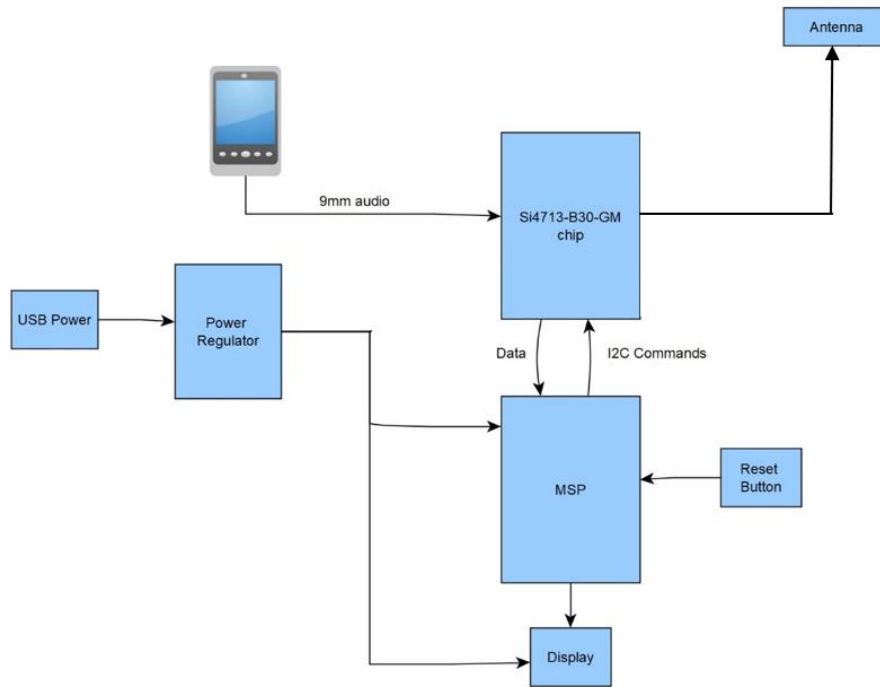 Antenna
Si4713-B30-GM
chip
9mm audio
USB Power
Power
Regulator
Data
I2C Commands
MSP
Reset
Button
Display